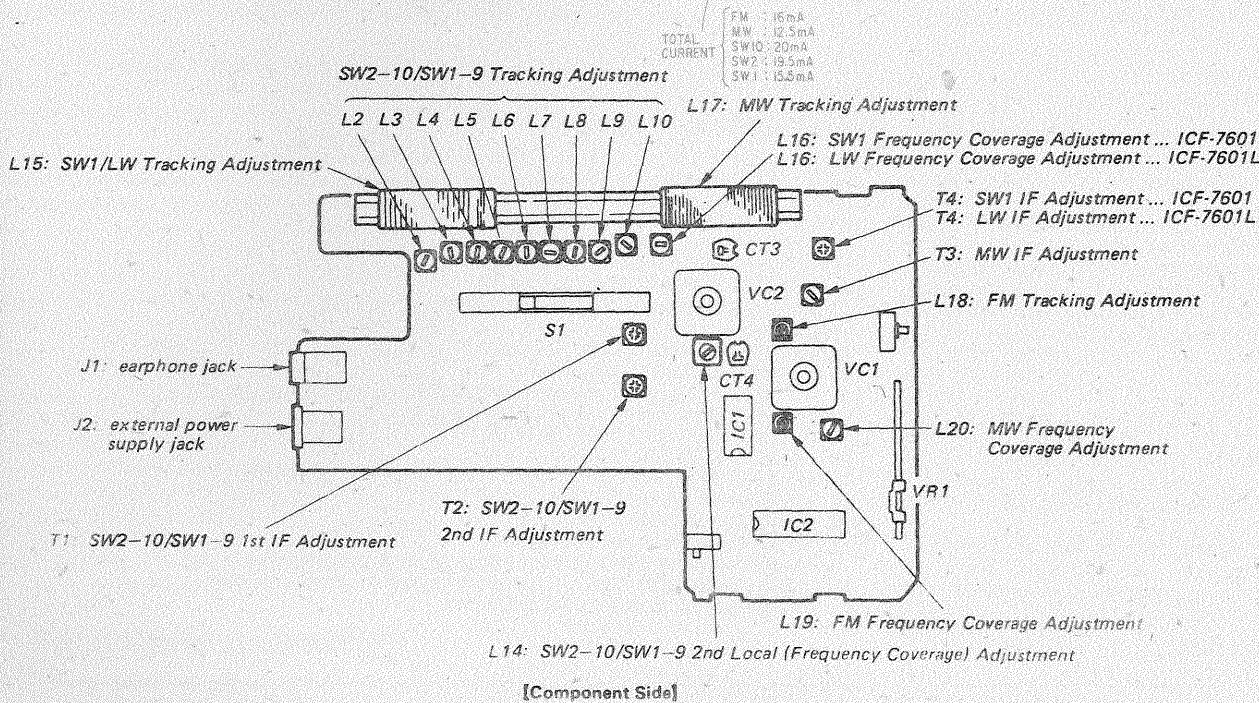 TOTAL CURRENT
FM : 16mA
MW : 12.5mA
SW10 : 20mA
SW2 : 19.5mA
SW1 : 15.5mA
SW2-10/SW1-9 Tracking Adjustment
L2 L3 L4 L5 L6 L7 L8 L9 L10
L17: MW Tracking Adjustment
L16: SW1 Frequency Coverage Adjustment ... ICF-7601
L16: LW Frequency Coverage Adjustment ... ICF-7601L
L15: SW1/LW Tracking Adjustment
T4: SW1 IF Adjustment ... ICF-7601
T4: LW IF Adjustment ... ICF-7601L
CT3
T3: MW IF Adjustment
VC2
L18: FM Tracking Adjustment
S1
J1: earphone jack
CT4
VC1
IC1
J2: external power
supply jack
L20: MW Frequency
Coverage Adjustment
VR1
T2: SW2-10/SW1-9
2nd IF Adjustment
IC2
T1 SW2-10/SW1-9 1st IF Adjustment
L19: FM Frequency Coverage Adjustment
L14: SW2-10/SW1-9 2nd Local (Frequency Coverage) Adjustment
[Component Side]